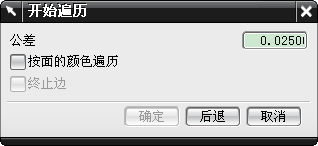 开始遍历
公差 0.02500
按面的颜色遍历
终止边
确定 后退 取消